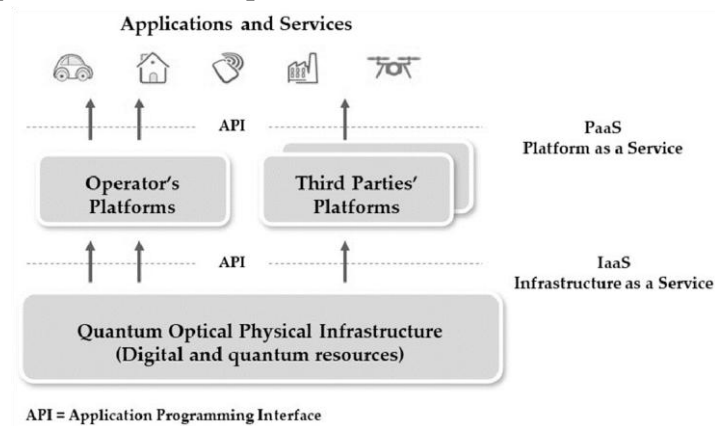 Applications and Services
API
PaaS
Platform as a Service
Operator's
Platforms
Third Parties'
Platforms
API
IaaS
Infrastructure as a Service
Quantum Optical Physical Infrastructure
(Digital and quantum resources)
API = Application Programming Interface